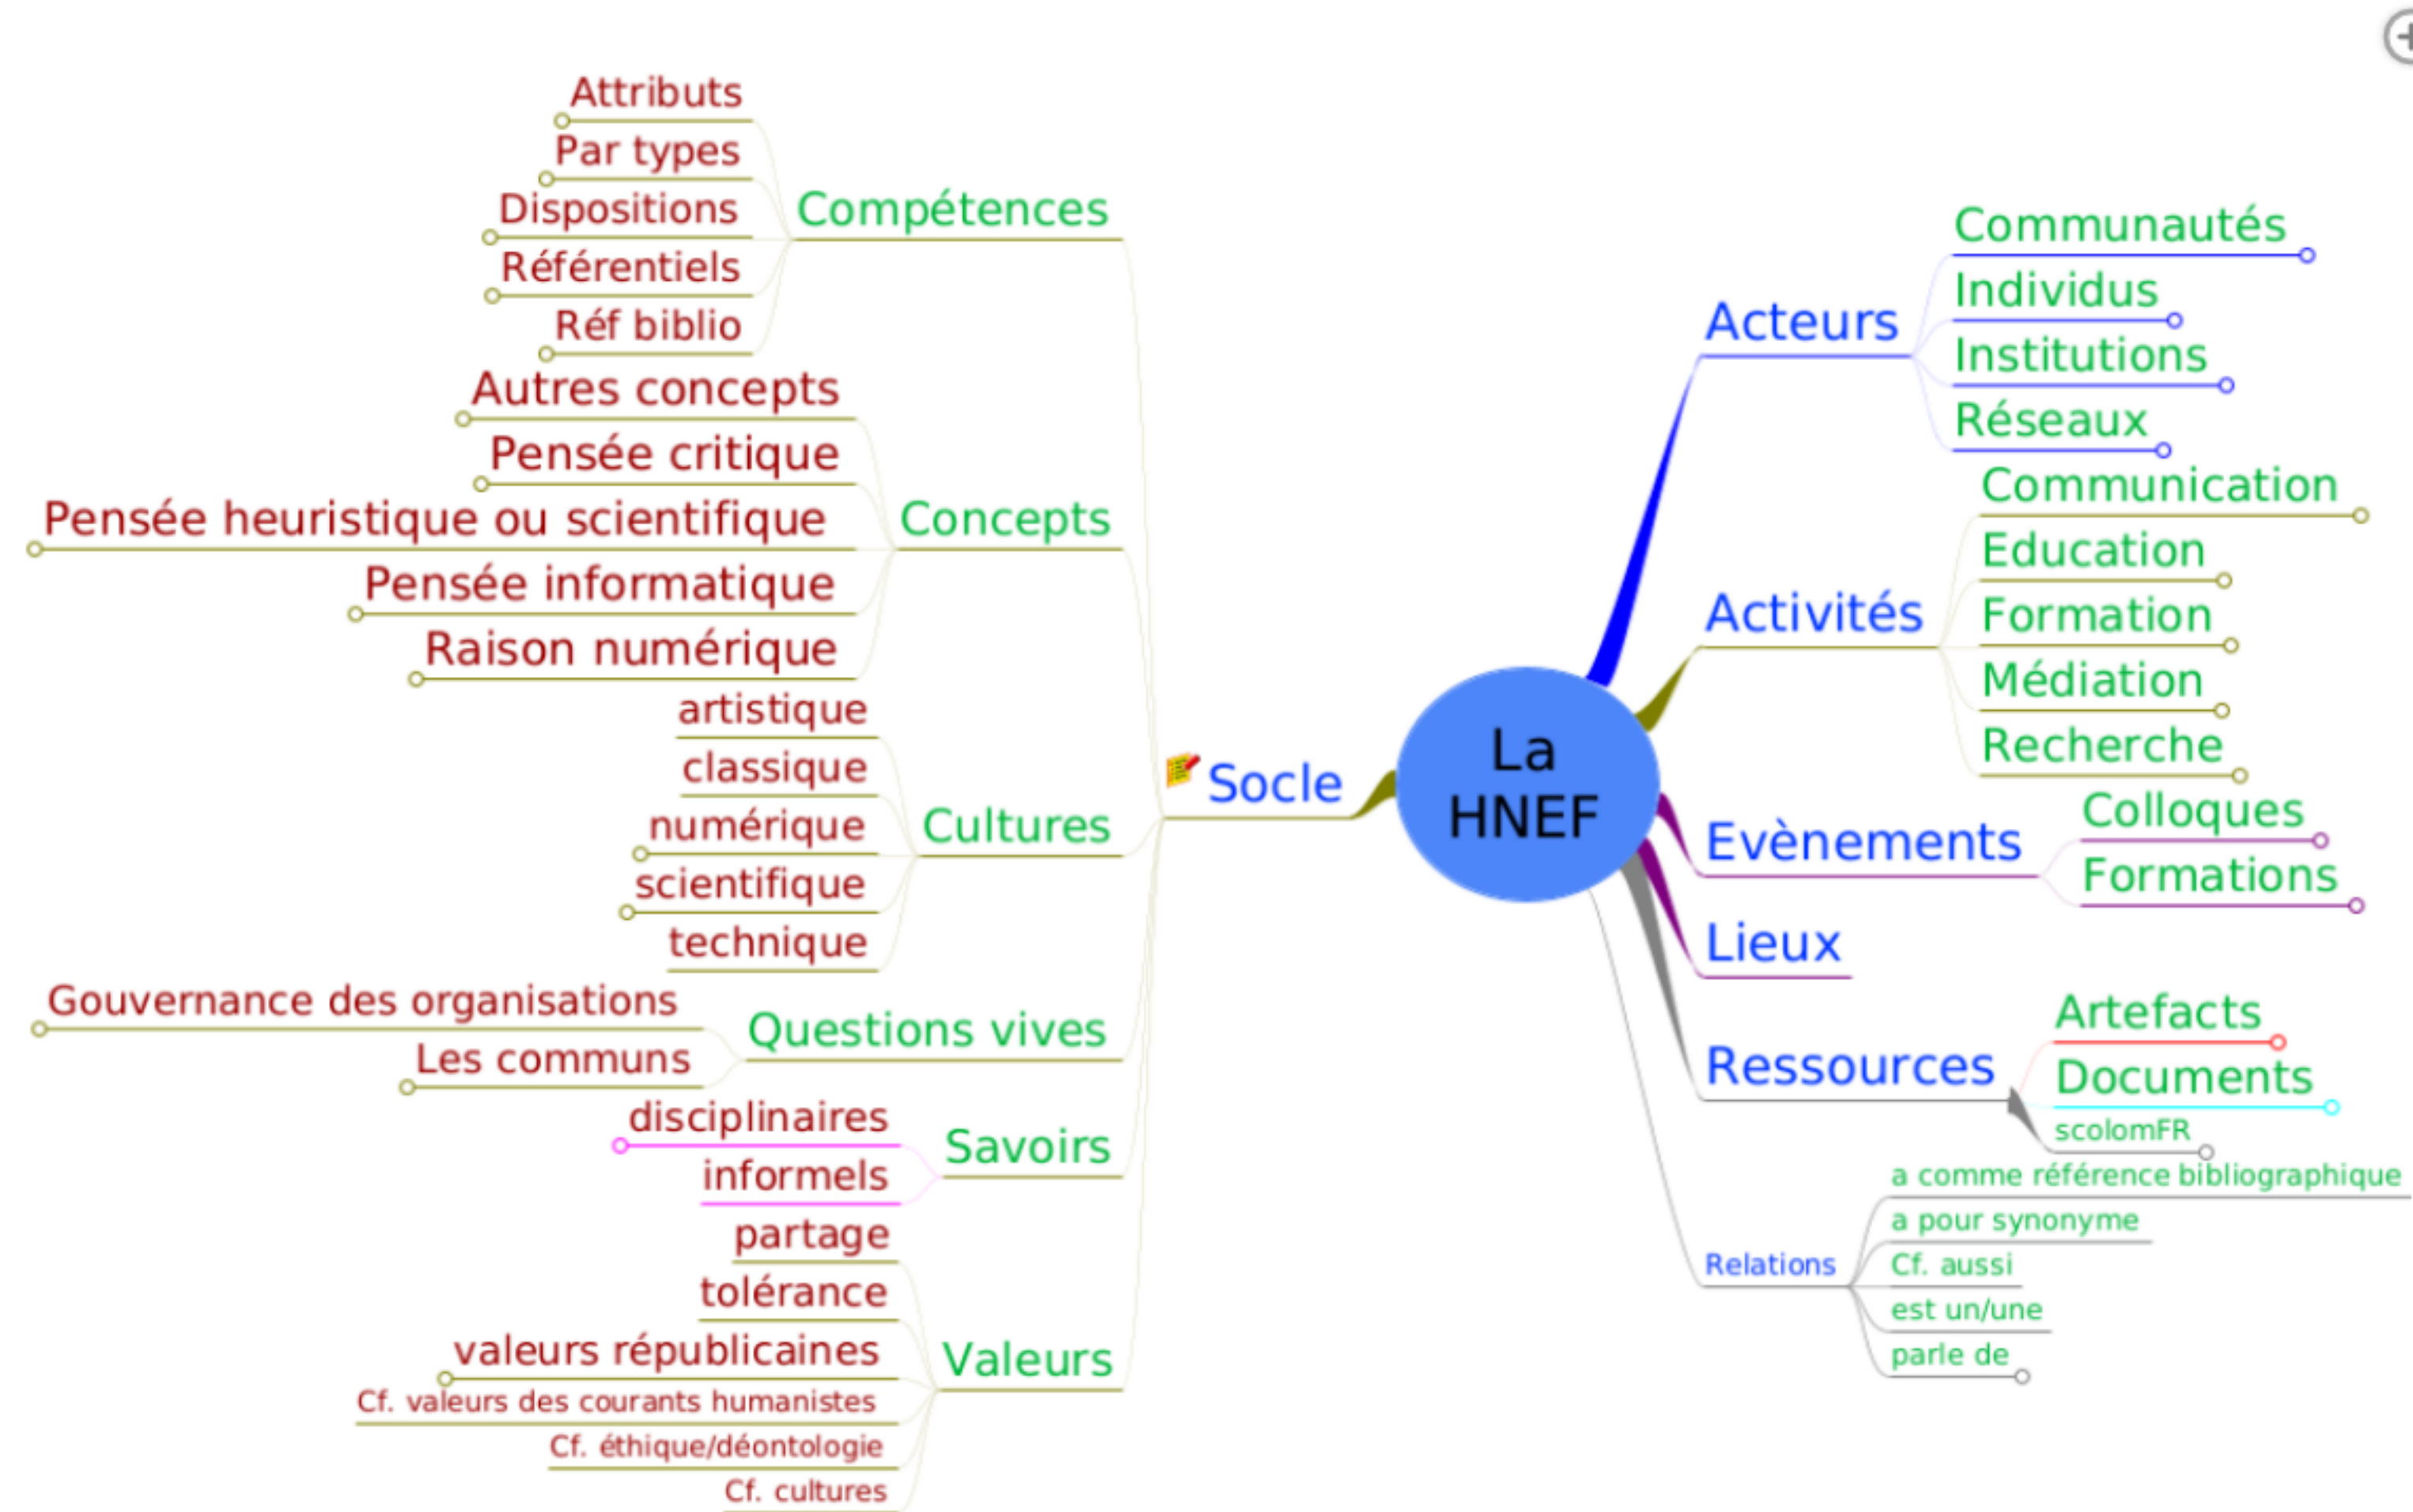 Attributs
Par types
Dispositions
Référentiels
Réf biblio
Compétences
Autres concepts
Pensée critique
Pensée heuristique ou scientifique
Pensée informatique
Raison numérique
Concepts
artistique
classique
numérique
scientifique
technique
Cultures
Gouvernance des organisations
Les communs
Questions vives
disciplinaires
informels
Savoirs
partage
tolérance
valeurs républicaines
Cf. valeurs des courants humanistes
Cf. éthique/déontologie
Cf. cultures
Valeurs
Socle
La
HNEF
Acteurs
Communautés
Individus
Institutions
Réseaux
Activités
Communication
Education
Formation
Médiation
Recherche
Evènements
Colloques
Formations
Lieux
Ressources
Artefacts
Documents
scolomFR
Relations
a comme référence bibliographique
a pour synonyme
Cf. aussi
est un/une
parle de